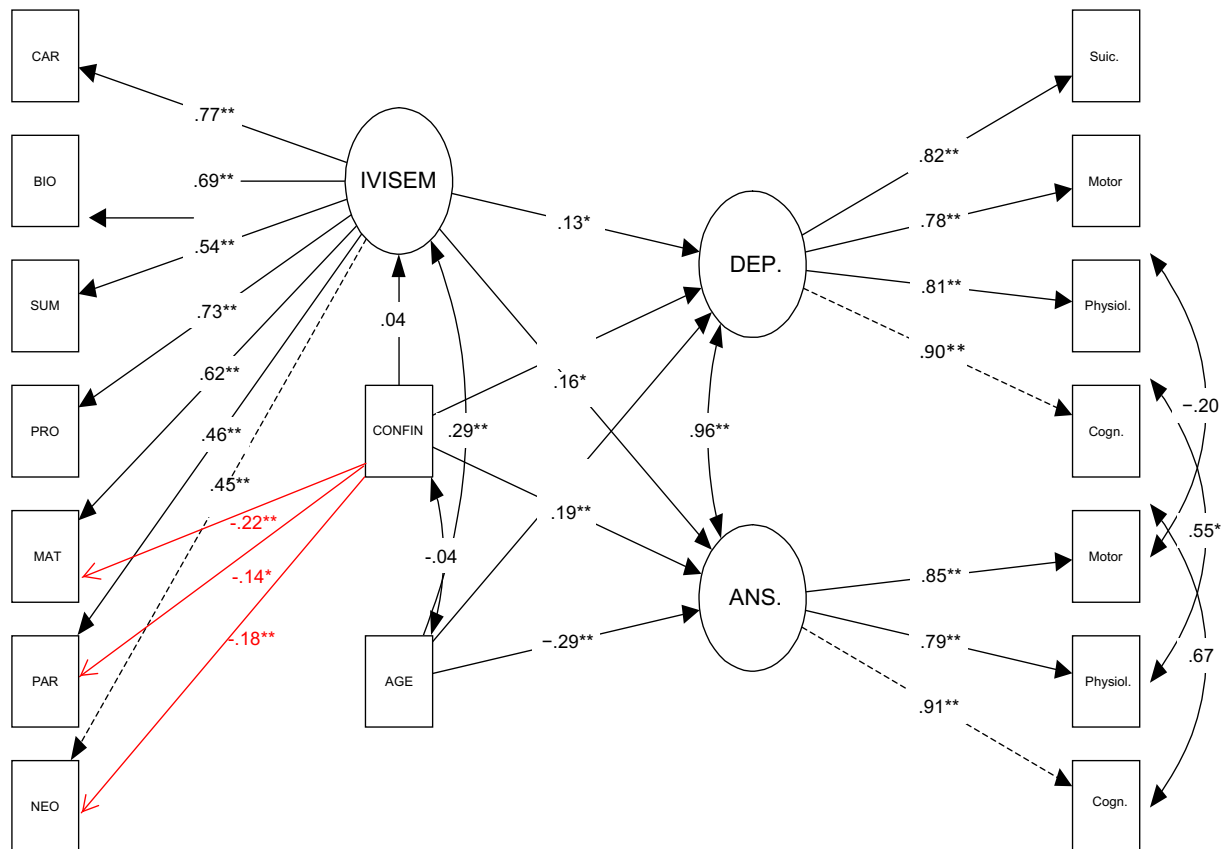 CAR
BIO
SUM
PRO
MAT
PAR
NEO
.77**
.69**
.54**
.73**
.62**
.46**
.45**
-.22**
-.14*
-.18**
IVISEM
.04
CONFIN
.29**
-.04
AGE
.13*
.16*
.19**
−.29**
DEP.
.96**
ANS.
.82**
.78**
.81**
.90**
.85**
.79**
.91**
Suic.
Motor
Physiol.
Cogn.
Motor
Physiol.
Cogn.
−.20
.55*
.67